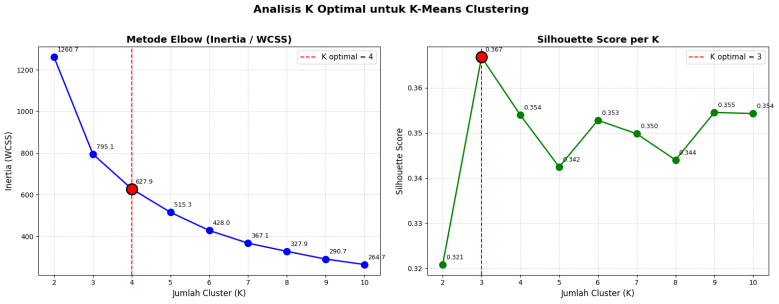 Analisis K Optimal untuk K-Means Clustering
Metode Elbow (Inertia / WCSS)
K optimal = 4
1260.7
795.1
627.9
515.3
428.0
367.1
327.9
290.7
264.7
1200
1000
800
600
400
2 3 4 5 6 7 8 9 10
Inertia (WCSS)
Jumlah Cluster (K)
Silhouette Score per K
K optimal = 3
0.321
0.367
0.354
0.342
0.353
0.350
0.344
0.355
0.354
0.36
0.35
0.34
0.33
0.32
2 3 4 5 6 7 8 9 10
Silhouette Score
Jumlah Cluster (K)